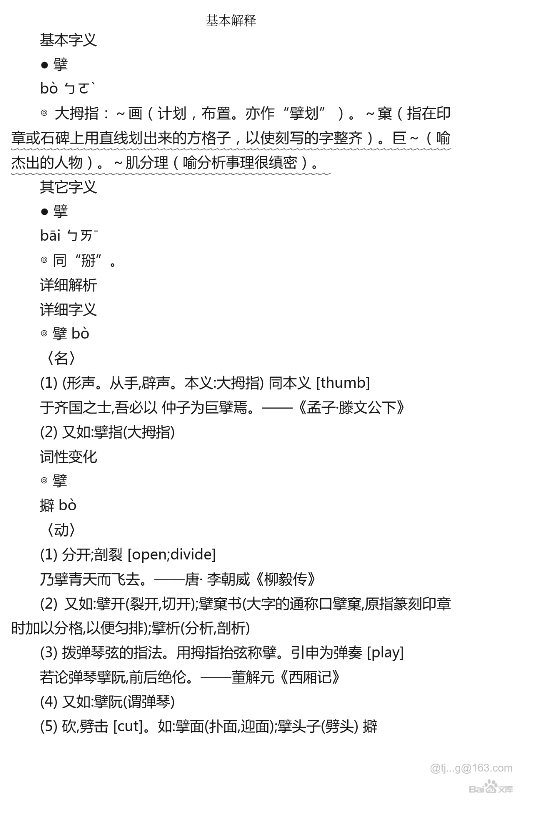 基本解释
基本字义
● 擘
bò ㄅㄛˋ
◎ 大拇指：～画（计划，布置。亦作“擘划”）。～窠（指在印
章或石碑上用直线划出来的方格子，以使刻写的字整齐）。巨～（喻
杰出的人物）。～肌分理（喻分析事理很缜密）。
其它字义
● 擘
bāi ㄅㄞˉ
◎ 同“掰”。
详细解析
详细字义
◎ 擘 bò
〈名〉
(1) (形声。从手,辟声。本义:大拇指) 同本义 [thumb]
于齐国之士,吾必以 仲子为巨擘焉。——《孟子·滕文公下》
(2) 又如:擘指(大拇指)
词性变化
◎ 擘
擗 bò
〈动〉
(1) 分开;剖裂 [open;divide]
乃擘青天而飞去。——唐· 李朝威《柳毅传》
(2) 又如:擘开(裂开,切开);擘窠书(大字的通称口擘窠,原指篆刻印章
时加以分格,以便匀排);擘析(分析,剖析)
(3) 拨弹琴弦的指法。用拇指抬弦称擘。引申为弹奏 [play]
若论弹琴擘阮,前后绝伦。——董解元《西厢记》
(4) 又如:擘阮(谓弹琴)
(5) 砍,劈击 [cut]。如:擘面(扑面,迎面);擘头子(劈头) 擗
@tj...g@163.com
Bai 文库